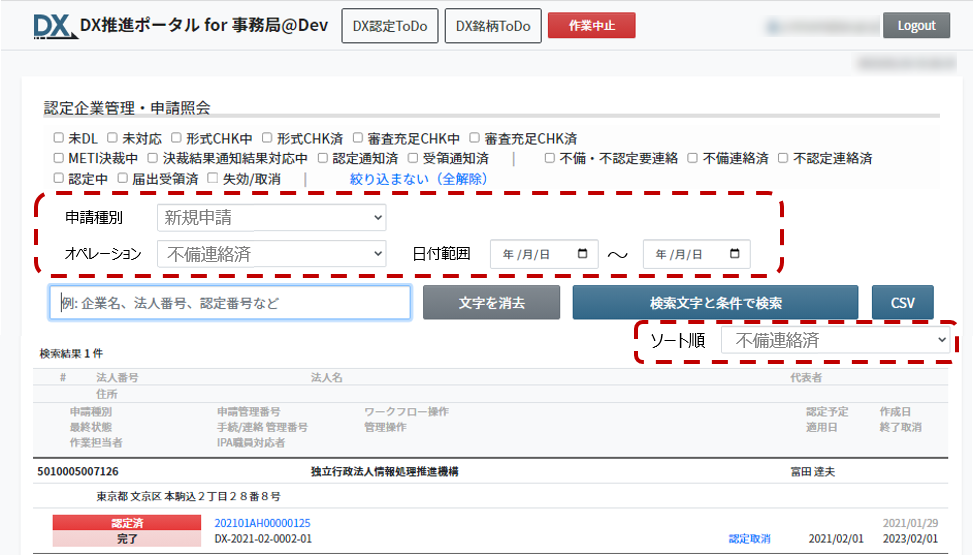 DX DX推進ポータル for 事務局@Dev DX認定ToDo DX銘柄ToDo 作業中止 Logout
認定企業管理・申請照会
未DL 未対応 形式CHK中 形式CHK済 審査充足CHK中 審査充足CHK済
METI決裁中 決裁結果通知結果対応中 認定通知済 受領通知済 | 不備・不認定要連絡 不備連絡済 不認定連絡済
認定中 届出受領済 失効/取消 | 絞り込まない（全解除）
申請種別 新規申請
オペレーション 不備連絡済 日付範囲 年 /月/日 ～ 年 /月/日
例: 企業名、法人番号、認定番号など 文字を消去 検索文字と条件で検索 CSV
ソート順 不備連絡済
検索結果 1 件
# 法人番号 法人名 代表者
住所
申請種別 申請管理番号 ワークフロー操作 認定予定 作成日
最終状態 手続/連絡 管理番号 管理操作 適用日 終了取消
作業担当者 IPA職員対応者
5010005007126 独立行政法人情報処理推進機構 富田 達夫
東京都 文京区 本駒込２丁目２８番８号
認定済 202101AH00000125 2021/01/29
完了 DX-2021-02-0002-01 認定取消 2021/02/01 2023/02/01